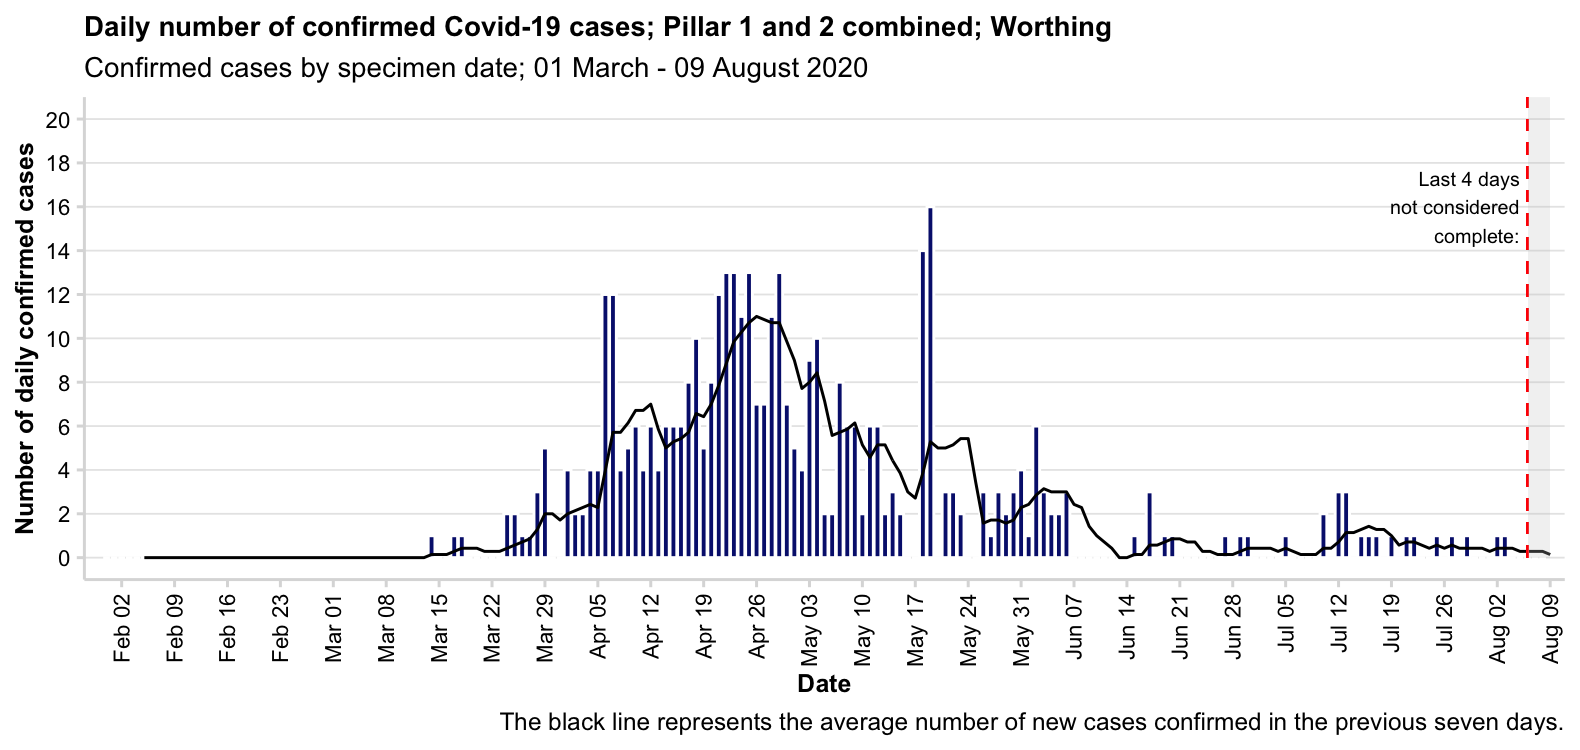 Daily number of confirmed Covid-19 cases; Pillar 1 and 2 combined; Worthing
Confirmed cases by specimen date; 01 March - 09 August 2020
Number of daily confirmed cases
20
18
16
14
12
10
8
6
4
2
0
Last 4 days
not considered
complete:
Feb 02
Feb 09
Feb 16
Feb 23
Mar 01
Mar 08
Mar 15
Mar 22
Mar 29
Apr 05
Apr 12
Apr 19
Apr 26
May 03
May 10
May 17
May 24
May 31
Jun 07
Jun 14
Jun 21
Jun 28
Jul 05
Jul 12
Jul 19
Jul 26
Aug 02
Aug 09
Date
The black line represents the average number of new cases confirmed in the previous seven days.